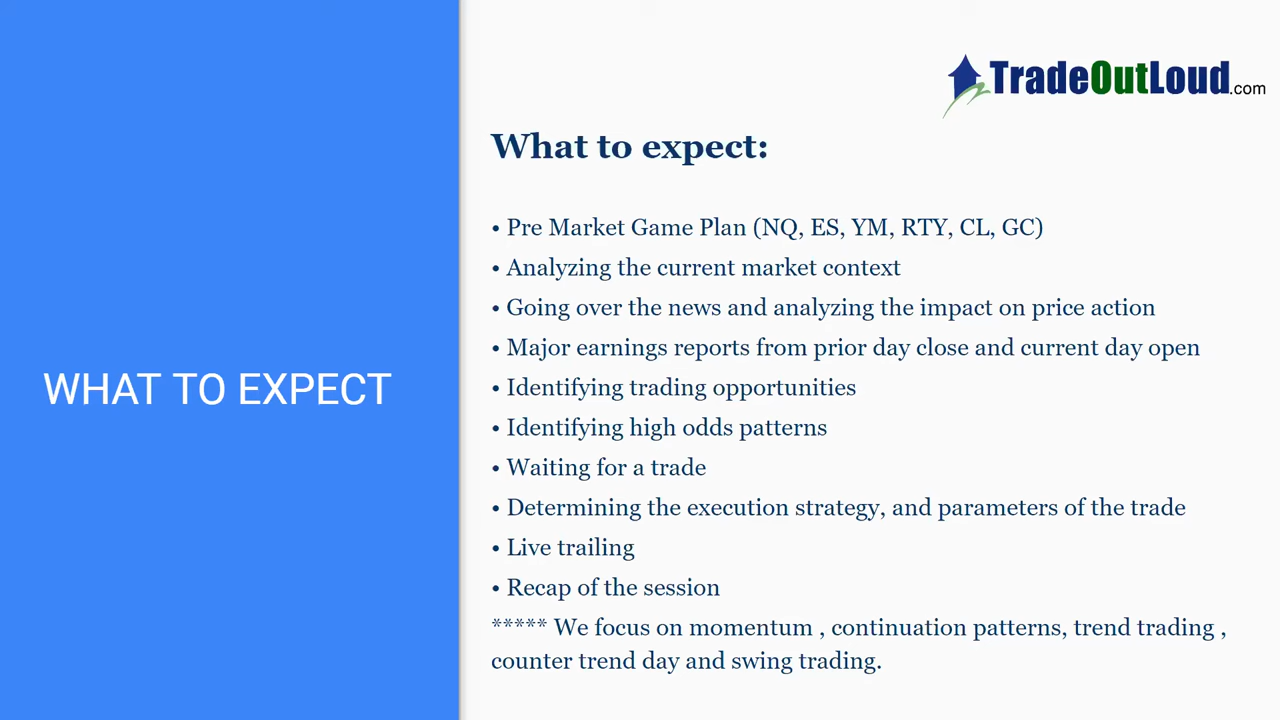 TradeOutLoud.com
What to expect:
• Pre Market Game Plan (NQ, ES, YM, RTY, CL, GC)
• Analyzing the current market context
• Going over the news and analyzing the impact on price action
• Major earnings reports from prior day close and current day open
• Identifying trading opportunities
• Identifying high odds patterns
• Waiting for a trade
• Determining the execution strategy, and parameters of the trade
• Live trailing
• Recap of the session
***** We focus on momentum , continuation patterns, trend trading ,
counter trend day and swing trading.
WHAT TO EXPECT